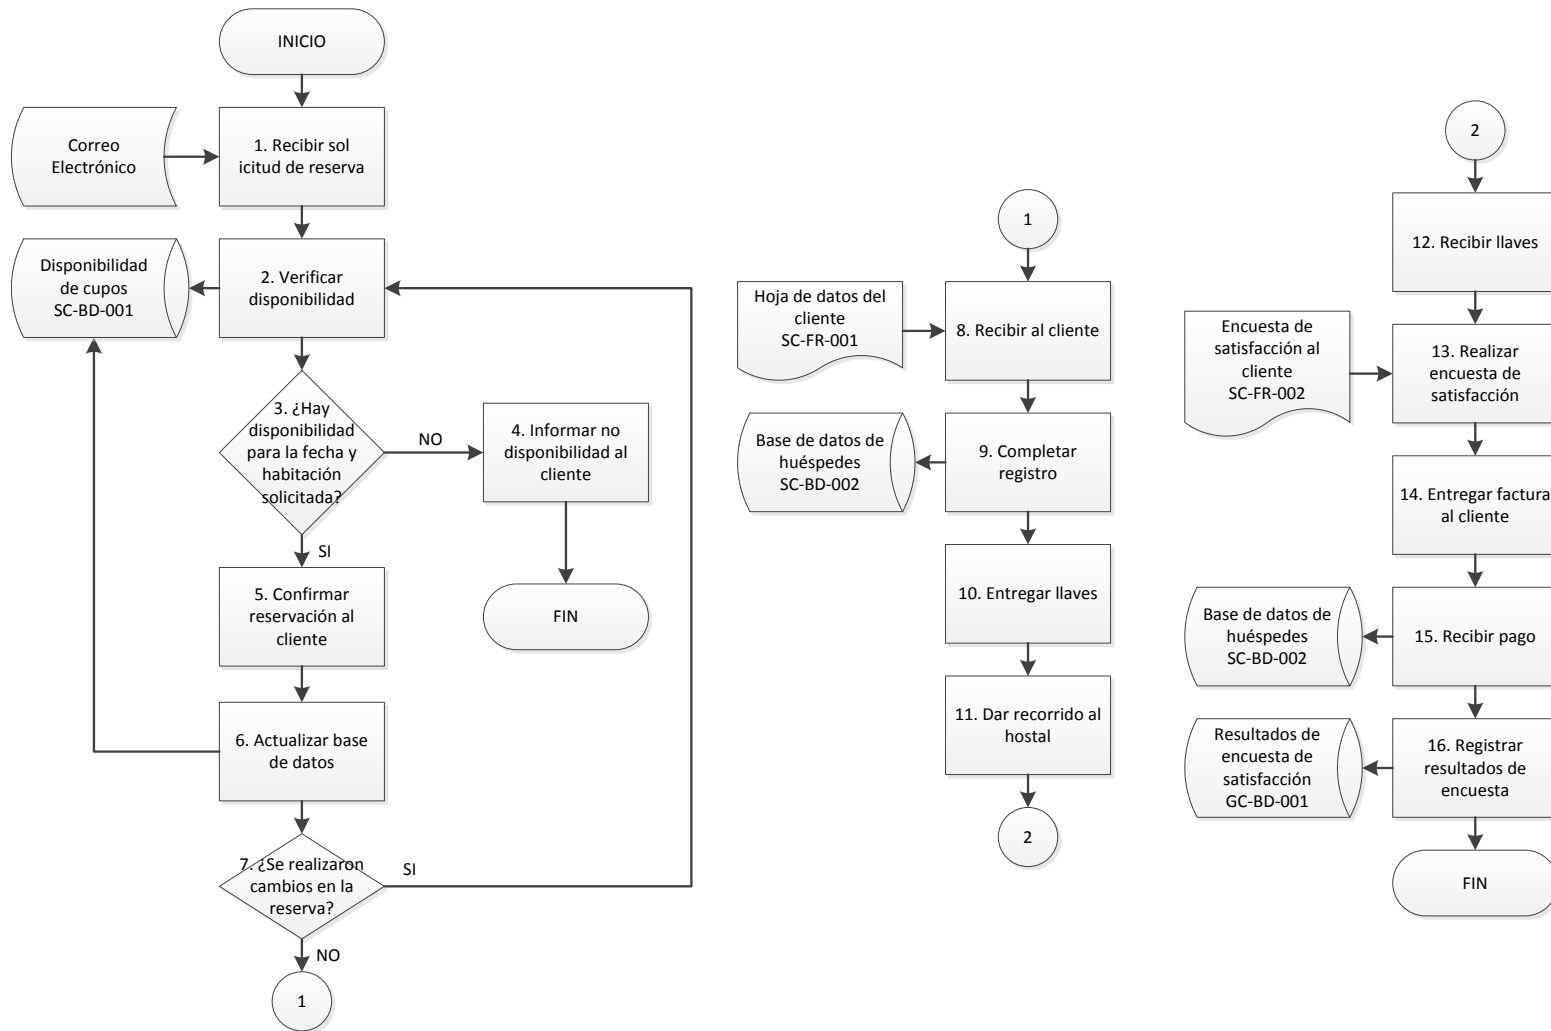 INICIO
Correo
Electrónico
1. Recibir sol
icitud de reserva
Disponibilidad
de cupos
SC-BD-001
2. Verificar
disponibilidad
3. ¿Hay
disponibilidad
para la fecha y
habitación
solicitada?
NO
4. Informar no
disponibilidad al
cliente
FIN
SI
5. Confirmar
reservación al
cliente
6. Actualizar base
de datos
7. ¿Se realizaron
cambios en la
reserva?
SI
NO
1
1
Hoja de datos del
cliente
SC-FR-001
8. Recibir al cliente
Base de datos de
huéspedes
SC-BD-002
9. Completar
registro
10. Entregar llaves
11. Dar recorrido al
hostal
2
2
12. Recibir llaves
Encuesta de
satisfacción al
cliente
SC-FR-002
13. Realizar
encuesta de
satisfacción
14. Entregar factura
al cliente
Base de datos de
huéspedes
SC-BD-002
15. Recibir pago
Resultados de
encuesta de
satisfacción
GC-BD-001
16. Registrar
resultados de
encuesta
FIN